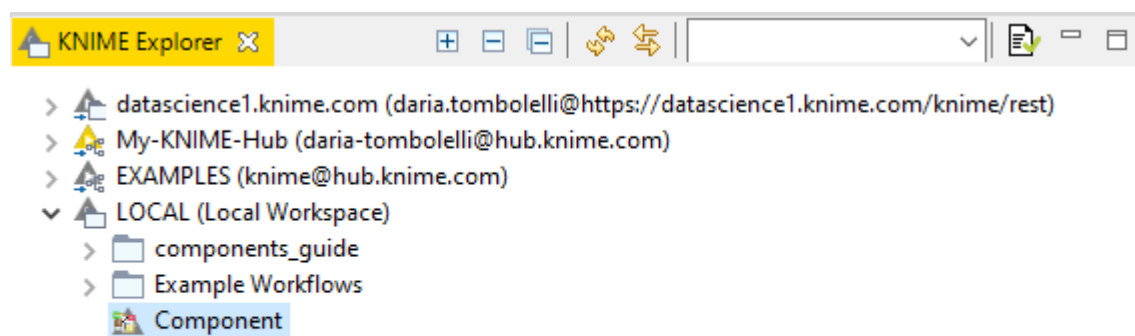 KNIME Explorer
datascience1.knime.com (daria.tombolelli@https://datascience1.knime.com/knime/rest)
My-KNIME-Hub (daria-tombolelli@hub.knime.com)
EXAMPLES (knime@hub.knime.com)
LOCAL (Local Workspace)
components_guide
Example Workflows
Component